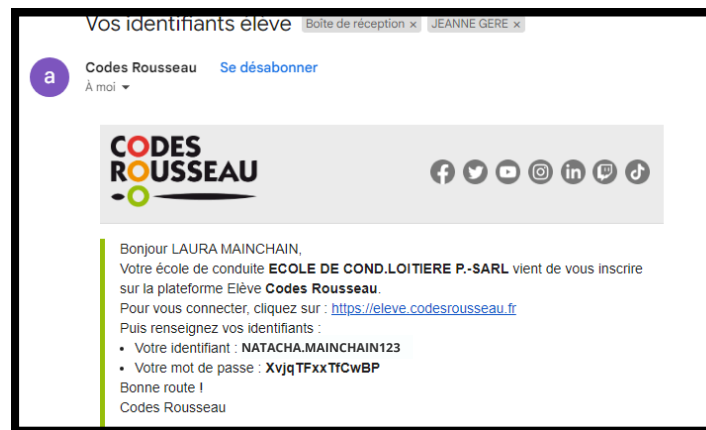 Vos identifiants élève Boîte de réception × JEANNE GERE ×
a
Codes Rousseau Se désabonner
À moi
CODES
ROUSSEAU
Bonjour LAURA MAINCHAIN,
Votre école de conduite ECOLE DE COND.LOITIERE P.-SARL vient de vous inscrire
sur la plateforme Elève Codes Rousseau.
Pour vous connecter, cliquez sur : https://eleve.codesrousseau.fr
Puis renseignez vos identifiants :
• Votre identifiant : NATACHA.MAINCHAIN123
• Votre mot de passe : XvjqTFxxTfCwBP
Bonne route !
Codes Rousseau